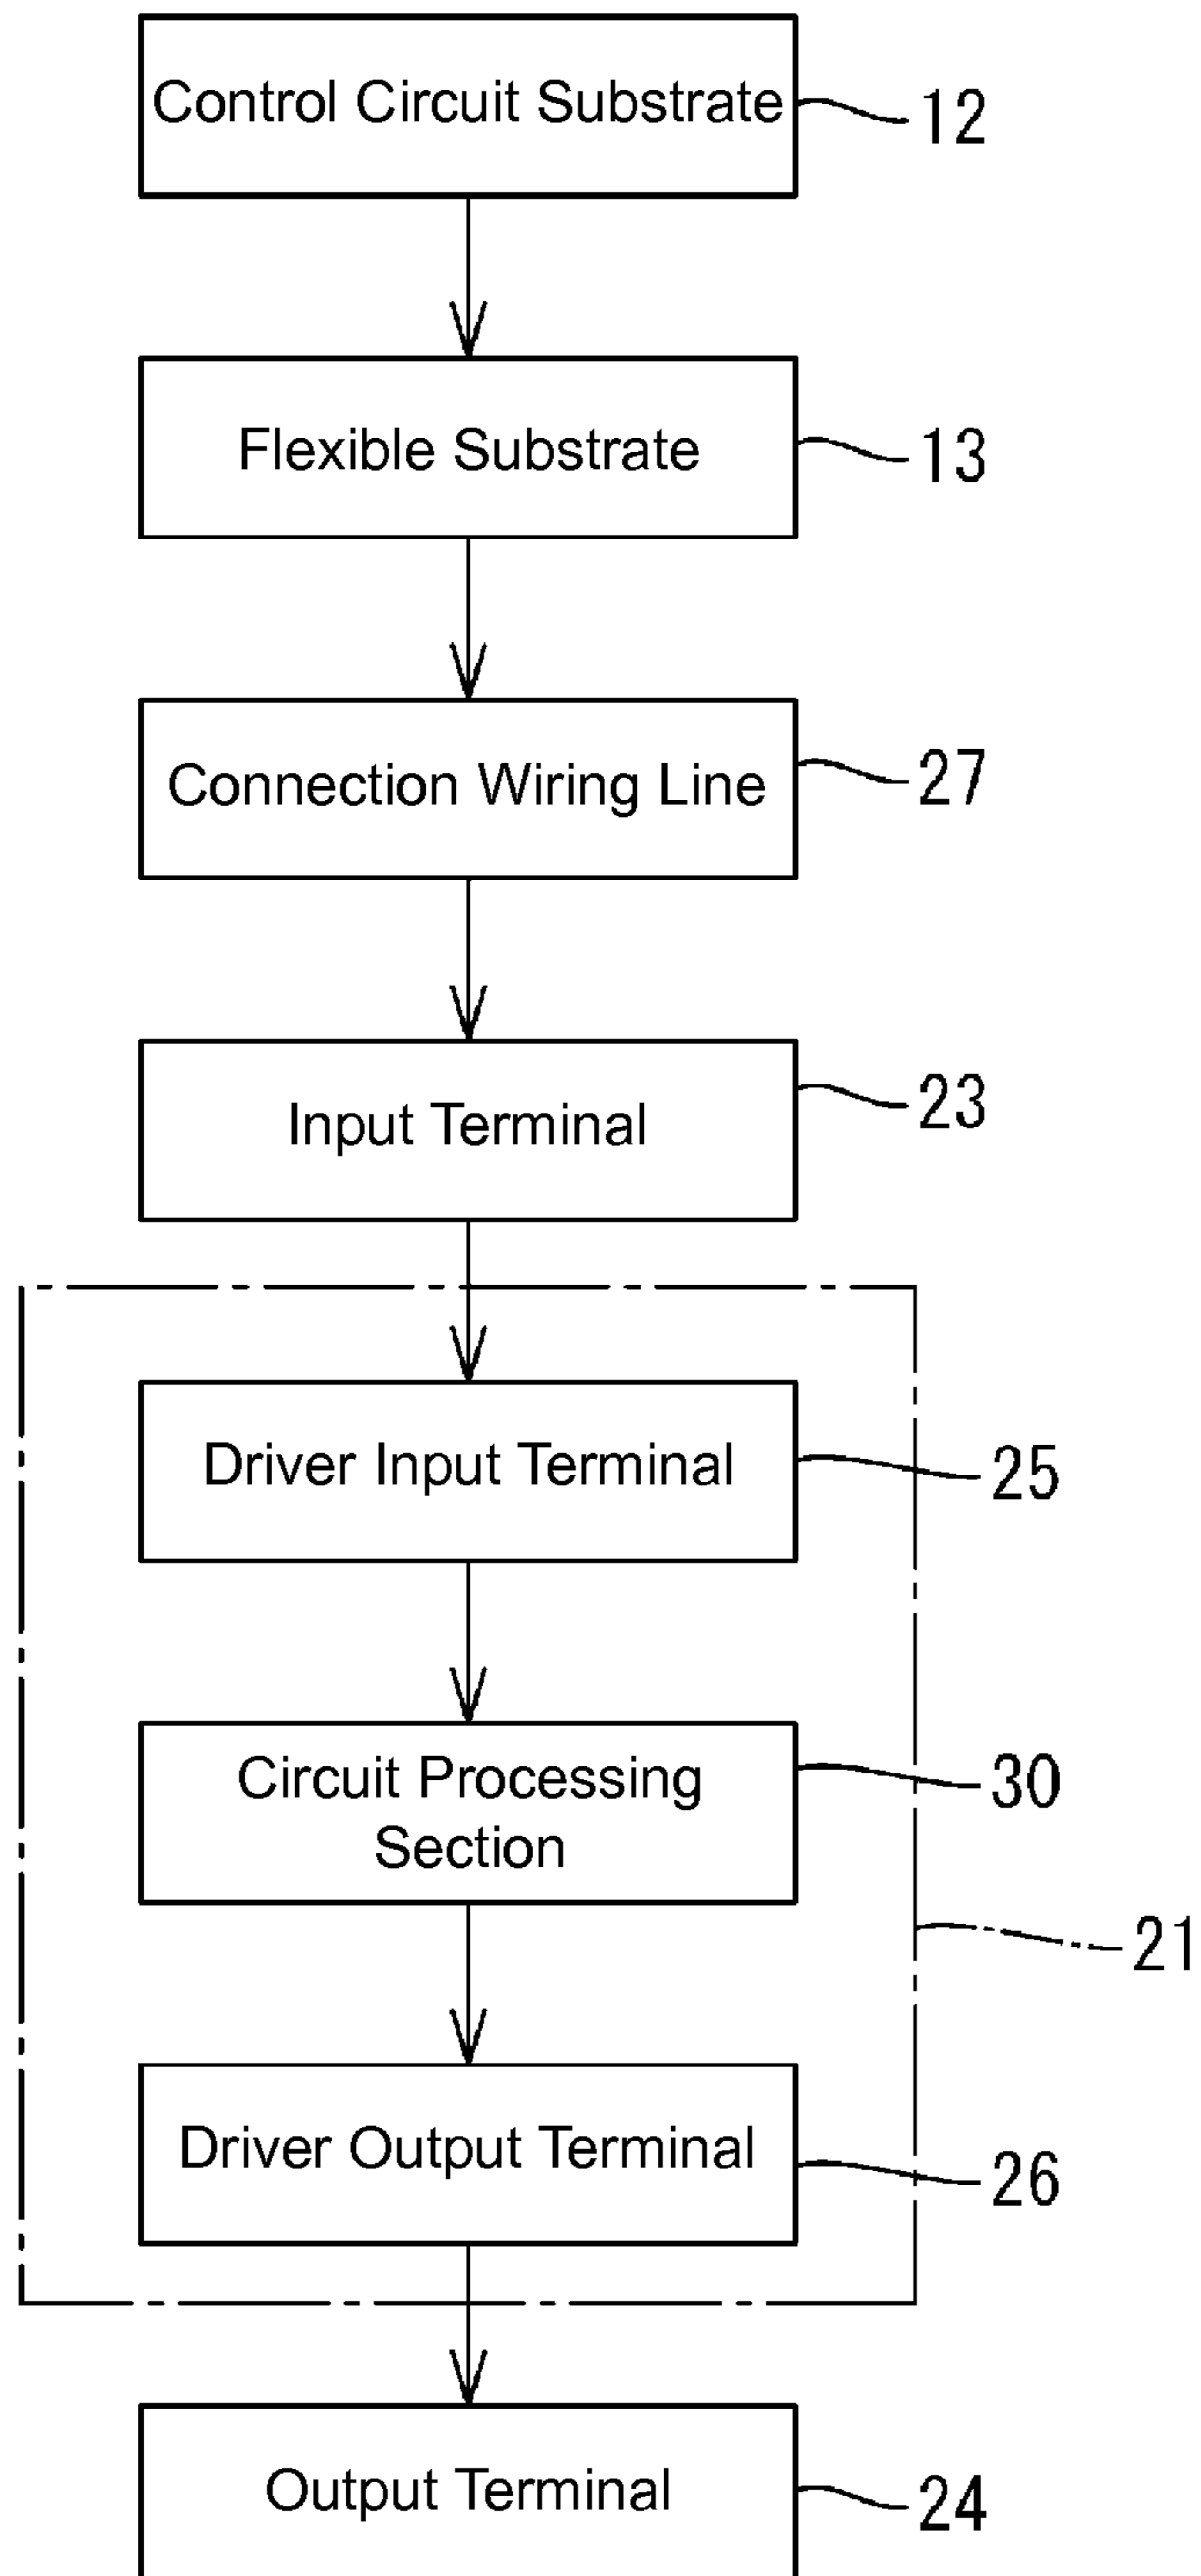 Control Circuit Substrate
12
Flexible Substrate
13
Connection Wiring Line
27
Input Terminal
23
Driver Input Terminal
25
Circuit Processing
Section
30
21
Driver Output Terminal
26
Output Terminal
24